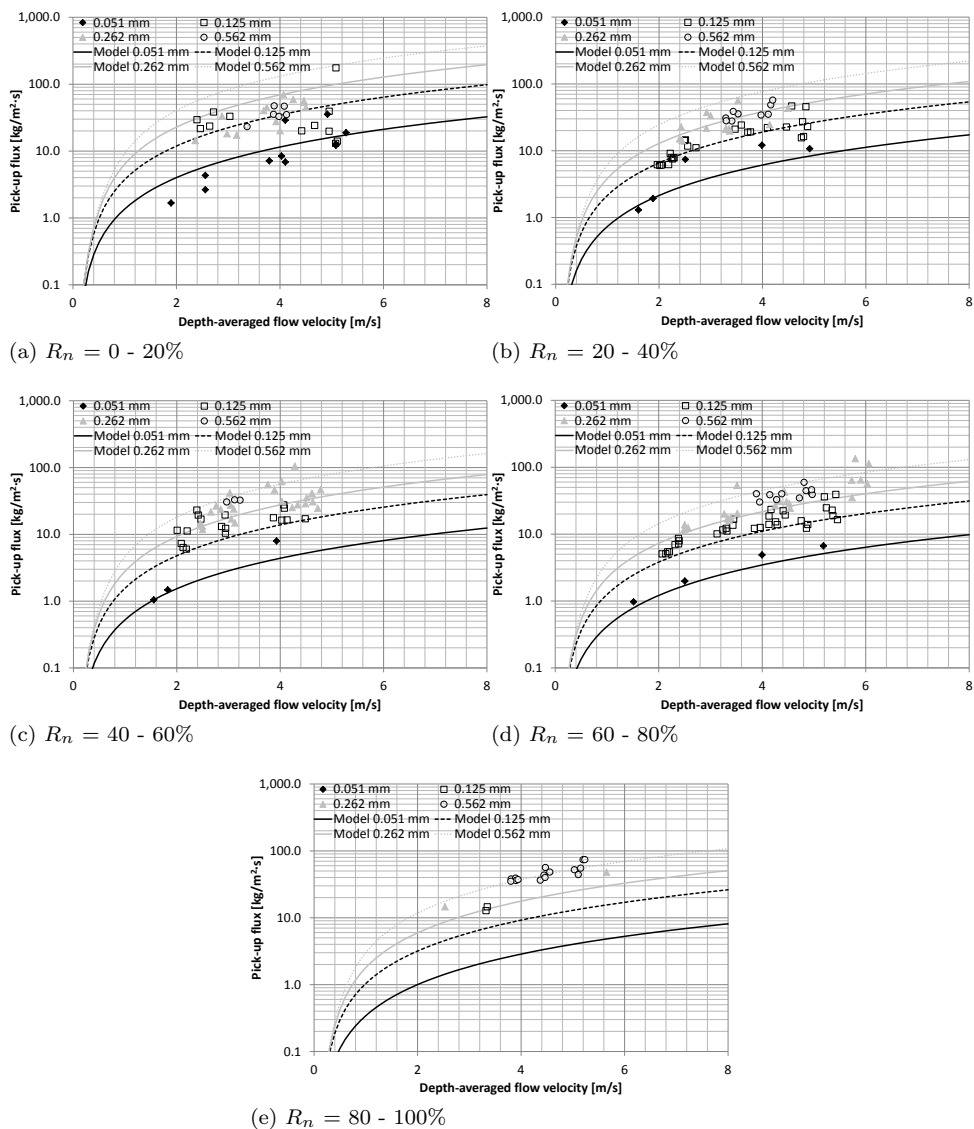 1,000.0
100.0
10.0
1.0
0.1
Pick-up flux [kg/m²·s]
0.051 mm 0.125 mm
0.262 mm 0.562 mm
Model 0.051 mm Model 0.125 mm
Model 0.262 mm Model 0.562 mm
0 2 4 6 8
Depth-averaged flow velocity [m/s]
(a) Rₙ = 0 - 20%
1,000.0
100.0
10.0
1.0
0.1
Pick-up flux [kg/m²·s]
0.051 mm 0.125 mm
0.262 mm 0.562 mm
Model 0.051 mm Model 0.125 mm
Model 0.262 mm Model 0.562 mm
0 2 4 6 8
Depth-averaged flow velocity [m/s]
(b) Rₙ = 20 - 40%
1,000.0
100.0
10.0
1.0
0.1
Pick-up flux [kg/m²·s]
0.051 mm 0.125 mm
0.262 mm 0.562 mm
Model 0.051 mm Model 0.125 mm
Model 0.262 mm Model 0.562 mm
0 2 4 6 8
Depth-averaged flow velocity [m/s]
(c) Rₙ = 40 - 60%
1,000.0
100.0
10.0
1.0
0.1
Pick-up flux [kg/m²·s]
0.051 mm 0.125 mm
0.262 mm 0.562 mm
Model 0.051 mm Model 0.125 mm
Model 0.262 mm Model 0.562 mm
0 2 4 6 8
Depth-averaged flow velocity [m/s]
(d) Rₙ = 60 - 80%
1,000.0
100.0
10.0
1.0
0.1
Pick-up flux [kg/m²·s]
0.051 mm 0.125 mm
0.262 mm 0.562 mm
Model 0.051 mm Model 0.125 mm
Model 0.262 mm Model 0.562 mm
0 2 4 6 8
Depth-averaged flow velocity [m/s]
(e) Rₙ = 80 - 100%